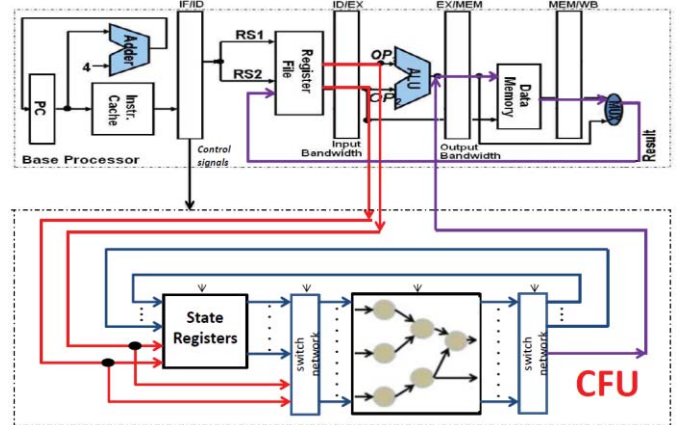 IF/ID
ID/EX
EX/MEM
MEM/WB
Adder
4
PC
Instr.
Cache
RS1
RS2
Register
File
OP
OP
ALU
Data
Memory
MUX
Result
Base Processor
Control
signals
Input
Bandwidth
Output
Bandwidth
State
Registers
switch
network
switch
network
CFU